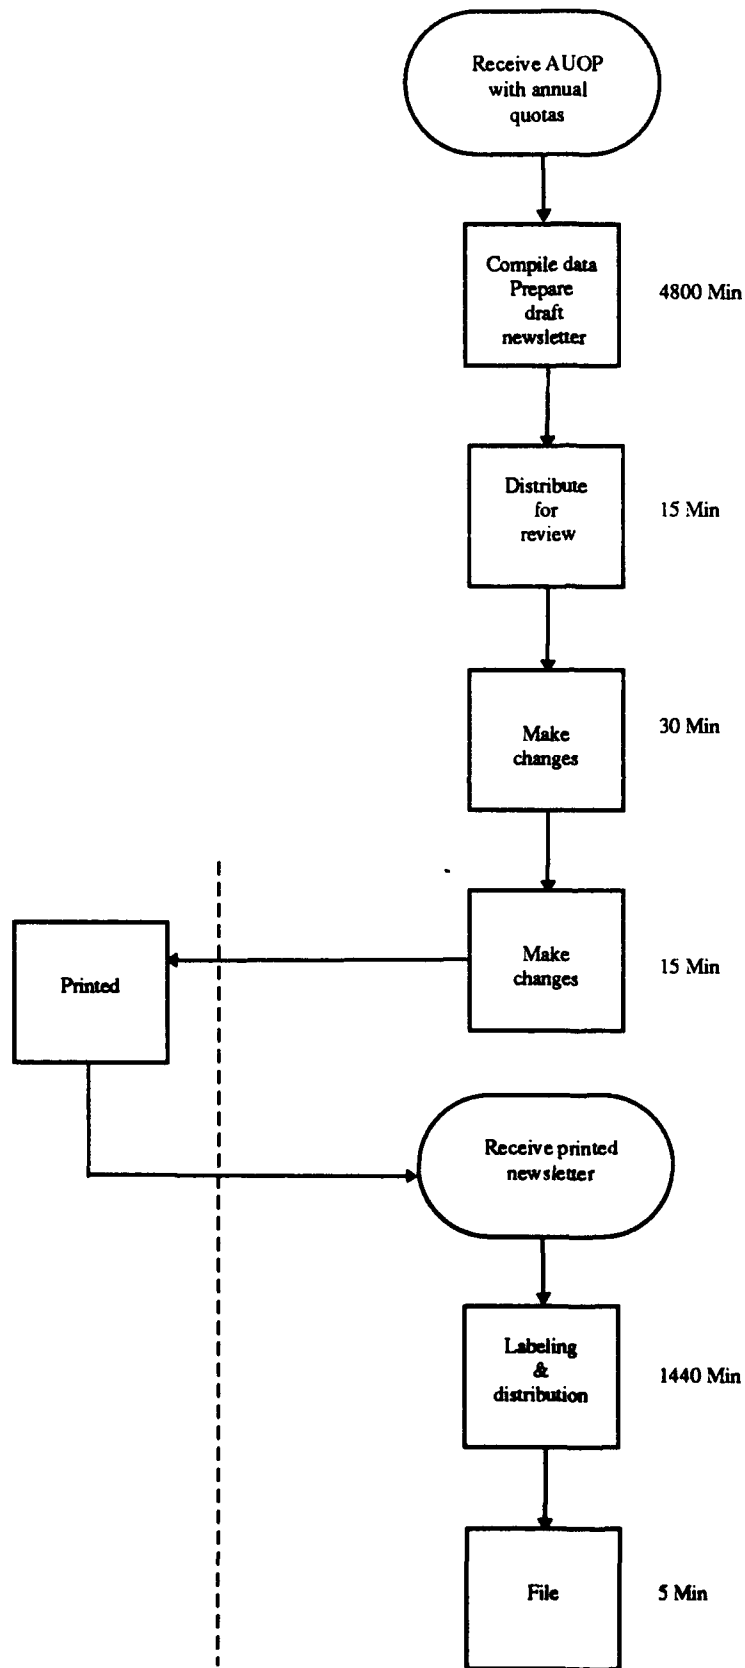 Receive AUOP
with annual
quotas
Compile data
Prepare
draft
newsletter
4800 Min
Distribute
for
review
15 Min
Make
changes
30 Min
Make
changes
15 Min
Printed
Receive printed
newsletter
Labeling
&
distribution
1440 Min
File
5 Min